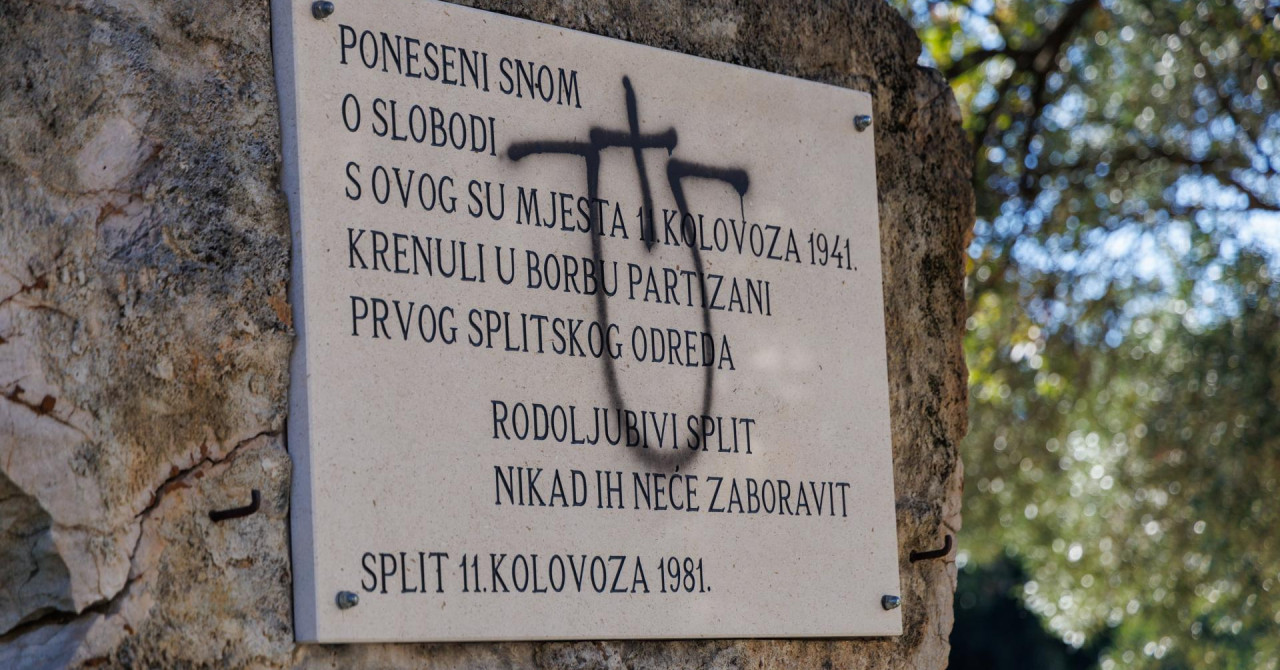 PONESENI SNOM
O SLOBODI
S OVOG SU MJESTA 11.KOLOVOZA 1941.
KRENULI U BORBU PARTIZANI
PRVOG SPLITSKOG ODREDA
RODOLJUBIVI SPLIT
NIKAD IH NEĆE ZABORAVIT
SPLIT 11.KOLOVOZA 1981.